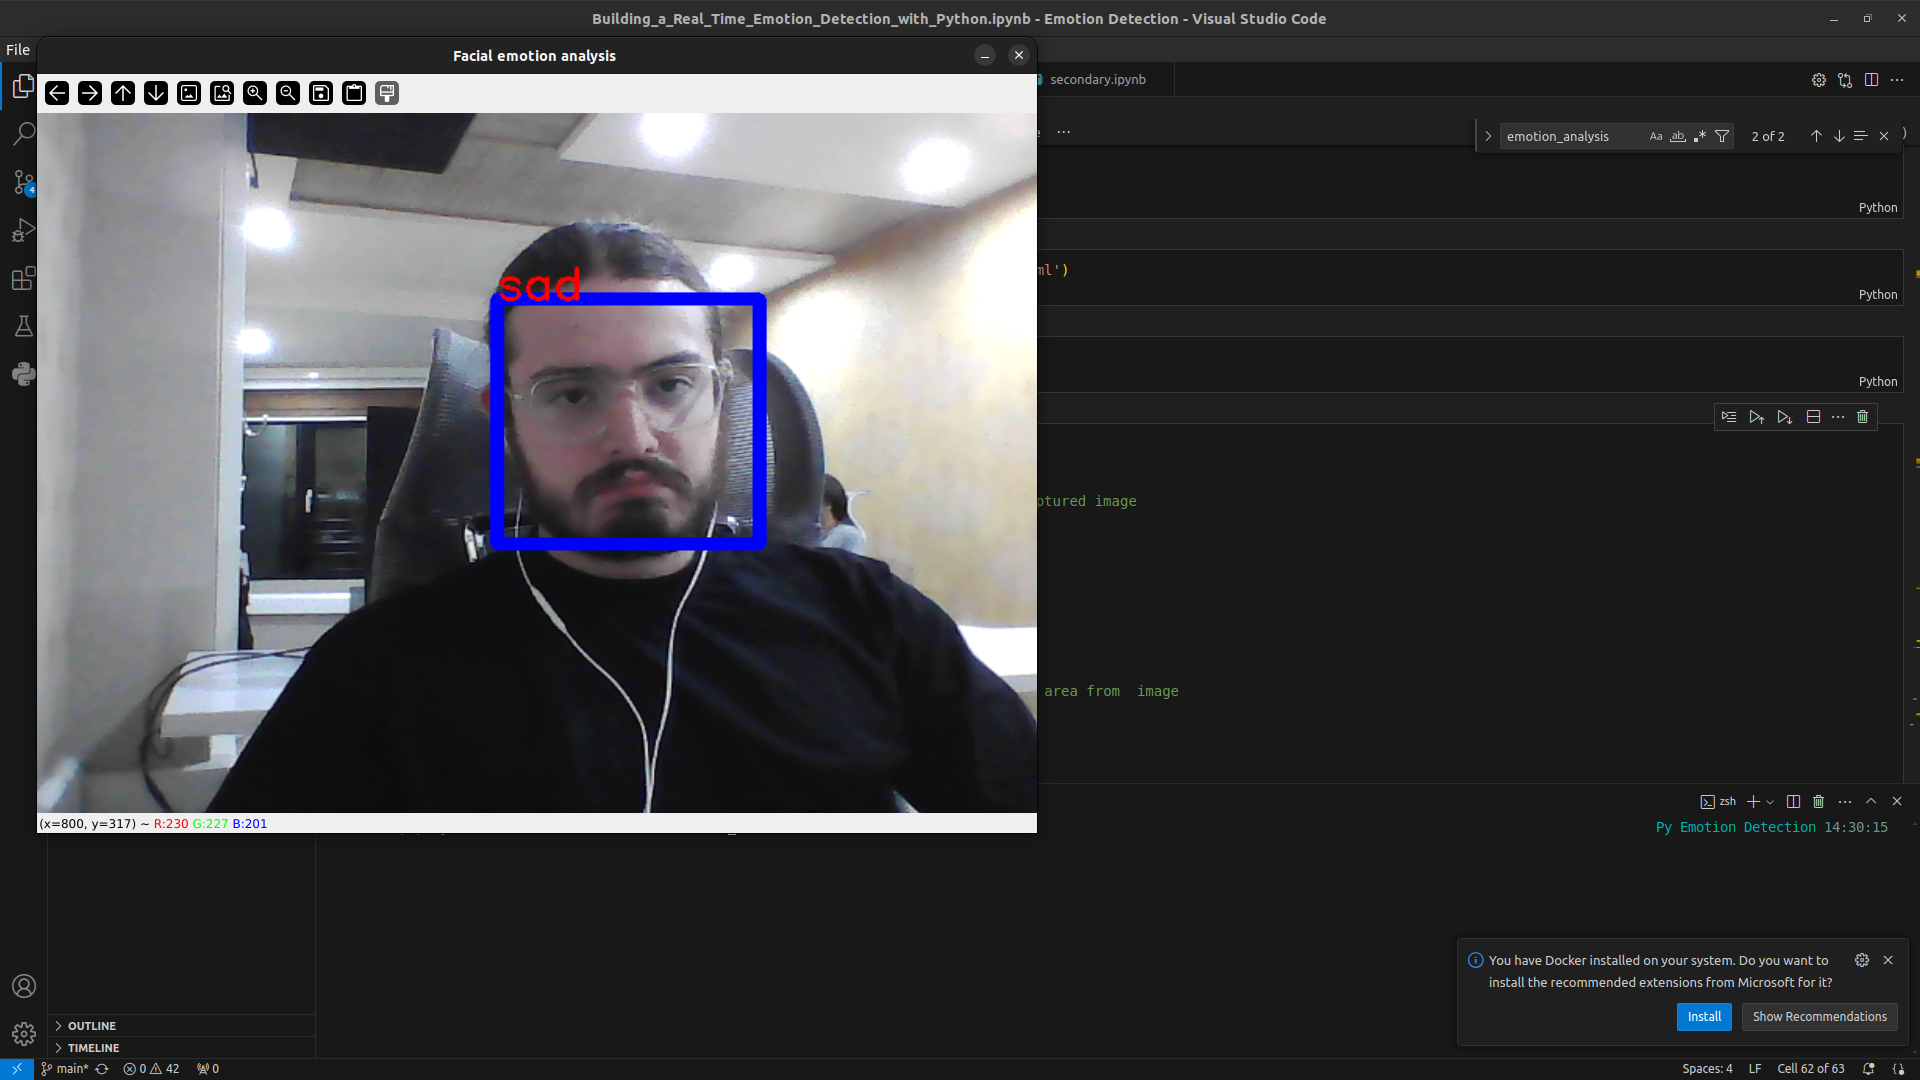 Building_a_Real_Time_Emotion_Detection_with_Python.ipynb - Emotion Detection - Visual Studio Code
File
Facial emotion analysis
secondary.ipynb
emotion_analysis
Aa
ab
2 of 2
Python
ml')
Python
Python
sad
ptured image
area from  image
(x=800, y=317) ~ R:230 G:227 B:201
zsh
Py Emotion Detection 14:30:15
4
You have Docker installed on your system. Do you want to
install the recommended extensions from Microsoft for it?
Install
Show Recommendations
OUTLINE
TIMELINE
main*
0
42
0
Spaces: 4
LF
Cell 62 of 63